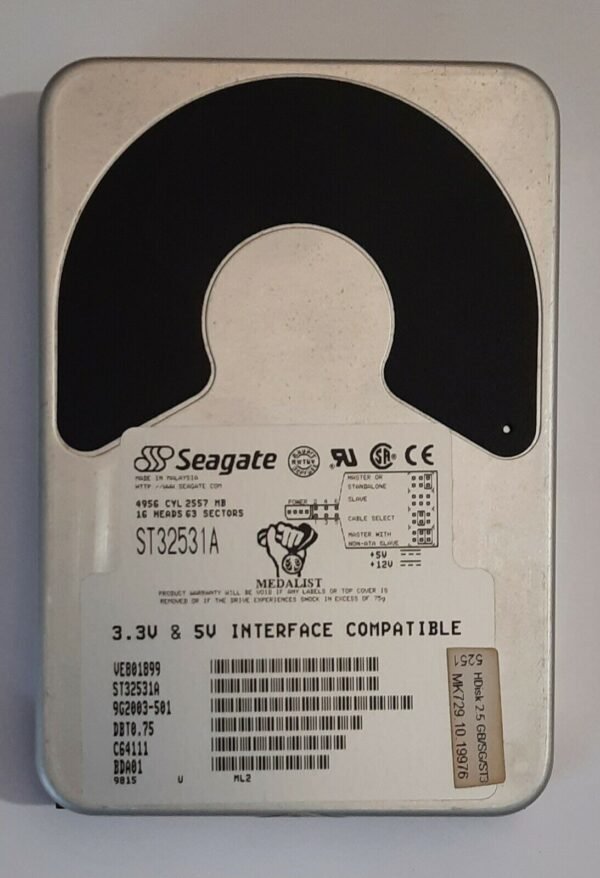 Seagate
MADE IN MALAYSIA
HTTP://WWW.SEAGATE.COM
4956 CYL 2557 MB
16 HEADS 63 SECTORS
ST32531A
POWER
MASTER OR
STANDALONE
SLAVE
CABLE SELECT
MASTER WITH
NON-ATA SLAVE
+5V
+12V
MEDALIST
PRODUCT WARRANTY WILL BE VOID IF ANY LABELS OR TOP COVER IS
REMOVED OR IF THE DRIVE EXPERIENCES SHOCK IN EXCESS OF 75g
3.3V & 5V INTERFACE COMPATIBLE
VEB01899
ST32531A
9G2003-501
DBT0.75
C64111
BDA01
9815 U ML2
HDisk 2.5 GB/SG/ST3
MK729 10.19976
5251